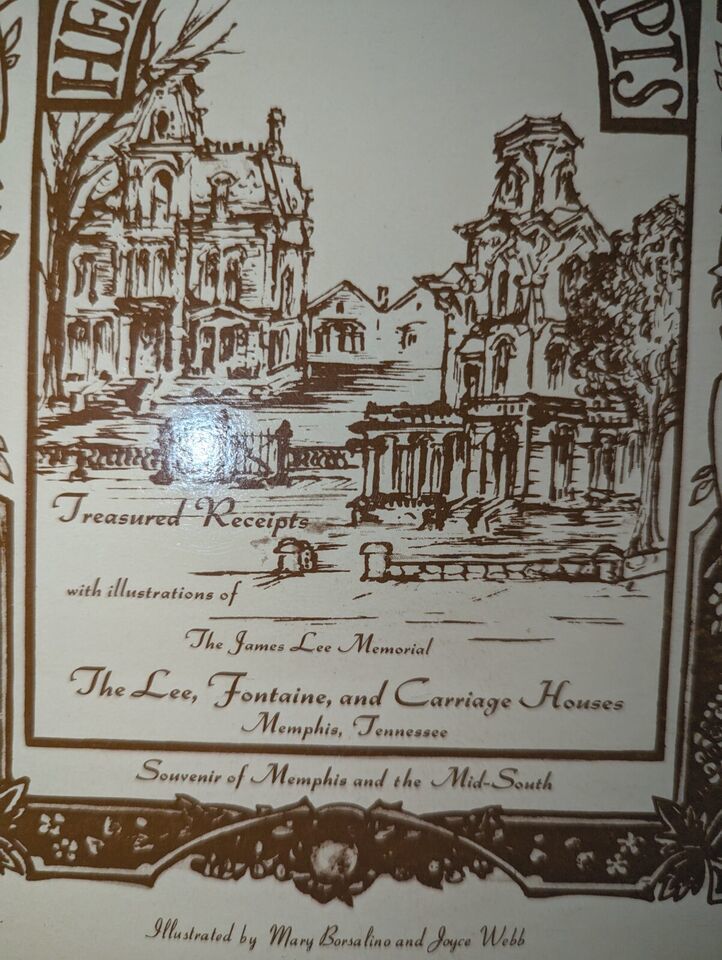 Treasured Receipts
with illustrations of
The James Lee Memorial
The Lee, Fontaine, and Carriage Houses
Memphis, Tennessee
Souvenir of Memphis and the Mid-South
Illustrated by Mary Borsalino and Joyce Webb